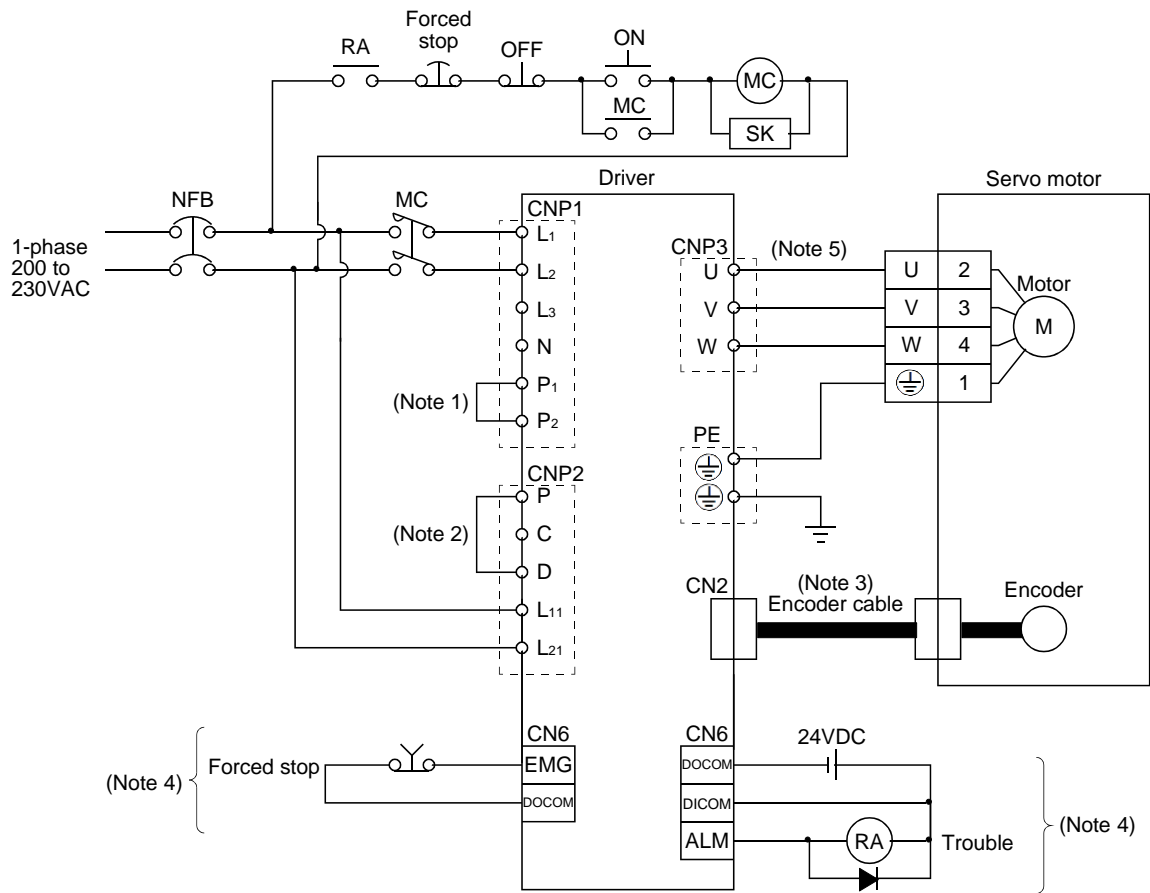 Forced
stop
RA
OFF
ON
MC
MC
SK
NFB
MC
1-phase
200 to
230VAC
Driver
Servo motor
CNP1
L1
L2
L3
N
P1
P2
(Note 1)
CNP3
U
V
W
(Note 5)
U 2
V 3
W 4
1
Motor
M
PE
CNP2
P
C
D
L11
L21
(Note 2)
CN2
(Note 3)
Encoder cable
Encoder
(Note 4)
Forced stop
CN6
EMG
DOCOM
CN6
DOCOM
DICOM
ALM
24VDC
RA
Trouble
(Note 4)